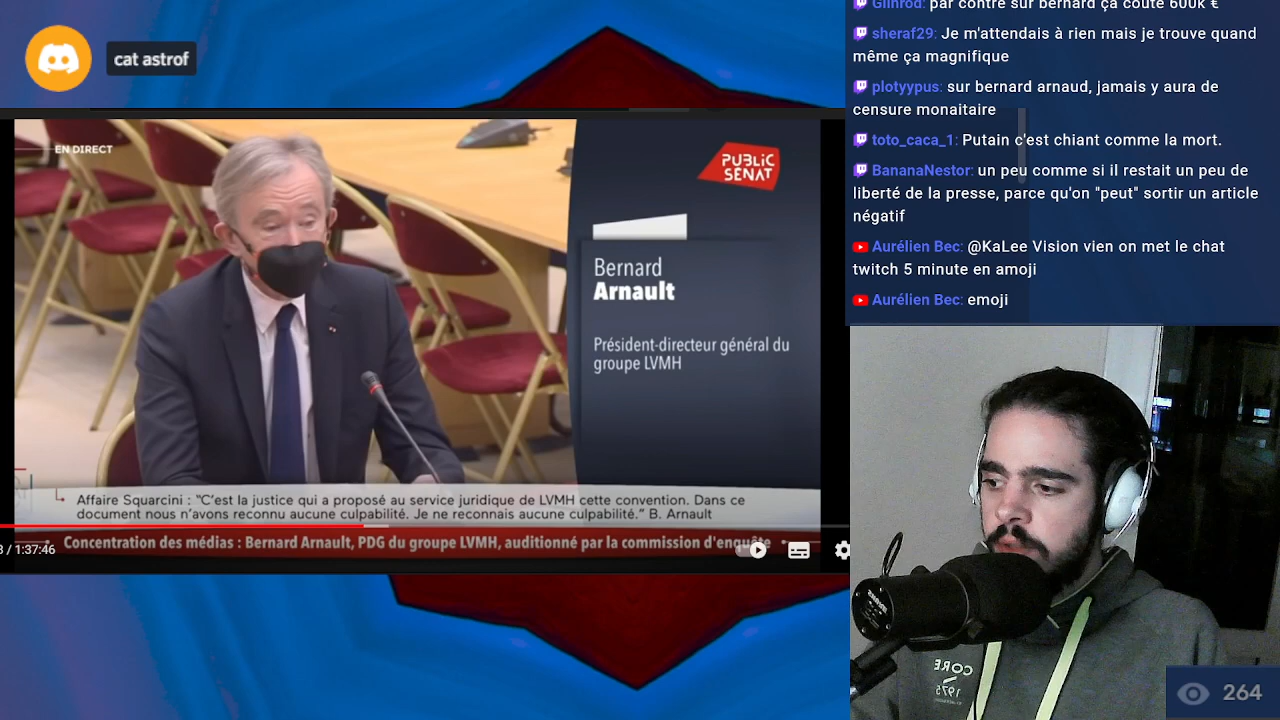 cat astrof
EN DIRECT
PUBLIC
SÉNAT
Bernard
Arnault
Président-directeur général du
groupe LVMH
Affaire Squarcini : "C'est la justice qui a proposé au service juridique de LVMH cette convention. Dans ce
document nous n'avons reconnu aucune culpabilité. Je ne reconnais aucune culpabilité." B. Arnault
Concentration des médias : Bernard Arnault, PDG du groupe LVMH, auditionné par la commission d'enquête
/ 1:37:46
Glinrod: par contre sur bernard ça coute 600k €
sheraf29: Je m'attendais à rien mais je trouve quand
même ça magnifique
plotyypus: sur bernard arnaud, jamais y aura de
censure monaitaire
toto_caca_1: Putain c'est chiant comme la mort.
BananaNestor: un peu comme si il restait un peu de
liberté de la presse, parce qu'on "peut" sortir un article
négatif
Aurélien Bec: @KaLee Vision vien on met le chat
twitch 5 minute en amoji
Aurélien Bec: emoji
CORE
1975
264